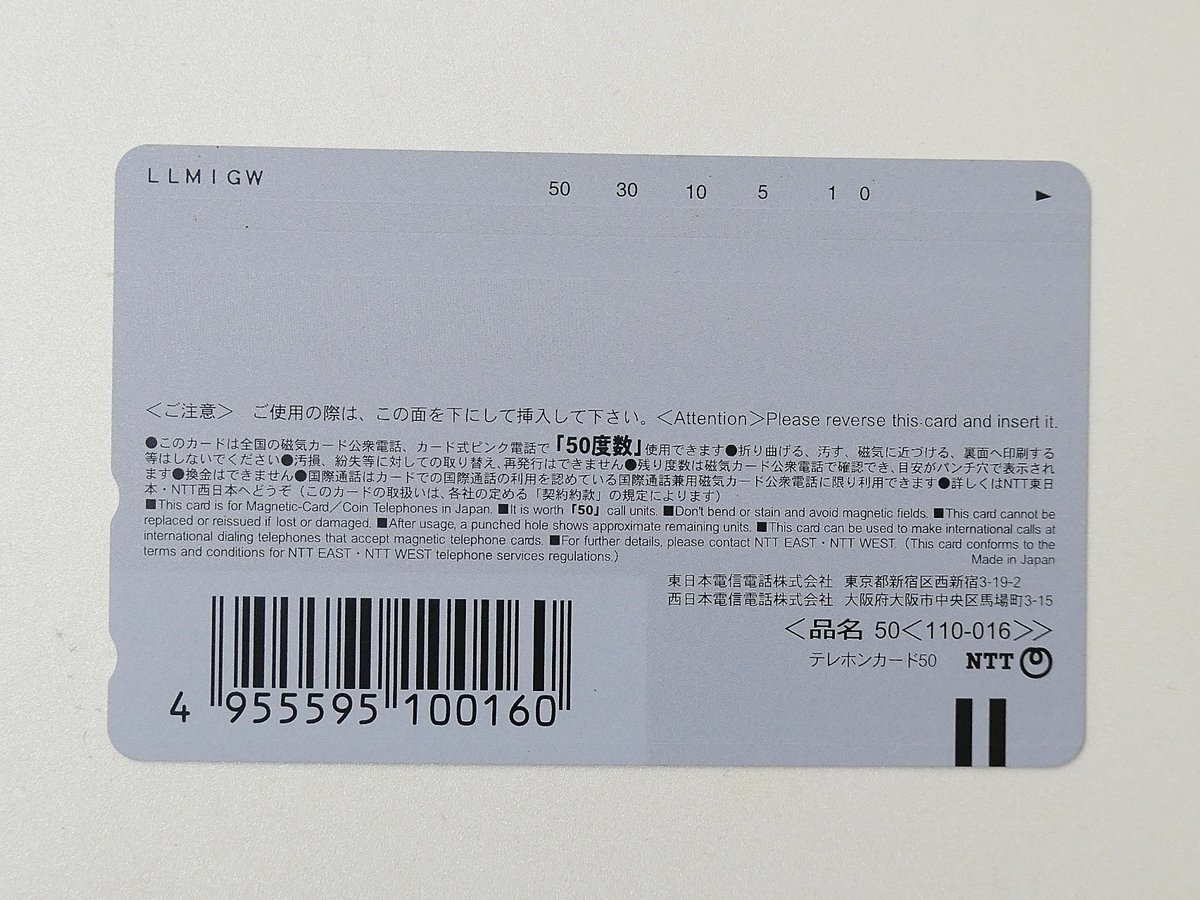 LLMIGW
50 30 10 5 1 0
＜ご注意＞ ご使用の際は、この面を下にして挿入して下さい。＜Attention＞Please reverse this card and insert it.
●このカードは全国の磁気カード公衆電話、カード式ピンク電話で「50度数」使用できます●折り曲げる、汚す、磁気に近づける、裏面へ印刷する
等はしないでください●汚損、紛失等に対しての取り替え、再発行はできません●残り度数は磁気カード公衆電話で確認でき、目安がパンチ穴で表示され
ます●換金はできません●国際通話はカードでの国際通話の利用を認めている国際通話兼用磁気カード公衆電話に限り利用できます●詳しくはNTT東日
本・NTT西日本へどうぞ（このカードの取扱いは、各社の定める「契約約款」の規定によります）
■This card is for Magnetic-Card／Coin Telephones in Japan. ■It is worth「50」call units. ■Don't bend or stain and avoid magnetic fields. ■This card cannot be
replaced or reissued if lost or damaged. ■After usage, a punched hole shows approximate remaining units. ■This card can be used to make international calls at
international dialing telephones that accept magnetic telephone cards. ■For further details, please contact NTT EAST・NTT WEST.（This card conforms to the
terms and conditions for NTT EAST・NTT WEST telephone services regulations.）
Made in Japan
東日本電信電話株式会社 東京都新宿区西新宿3-19-2
西日本電信電話株式会社 大阪府大阪市中央区馬場町3-15
＜品名 50＜110-016＞＞
テレホンカード50 NTT
4 955595 100160